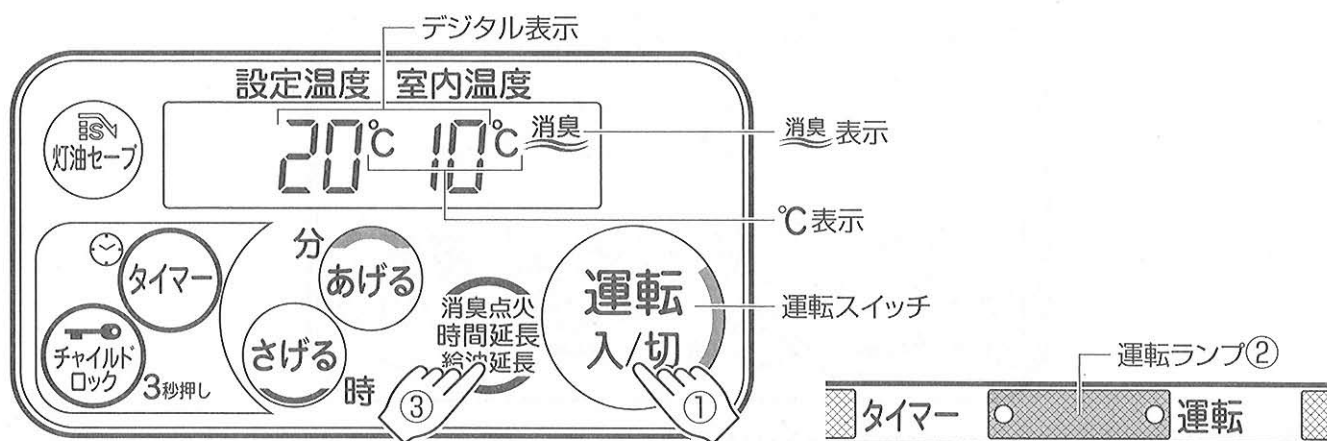 デジタル表示
設定温度 室内温度
灯油セーブ
20℃ 10℃ 消臭
消臭 表示
℃表示
分
あげる
タイマー
さげる
時
チャイルド
ロック
3秒押し
消臭点火
時間延長
給油延長
運転
入/切
運転スイッチ
③
①
運転ランプ②
タイマー
運転